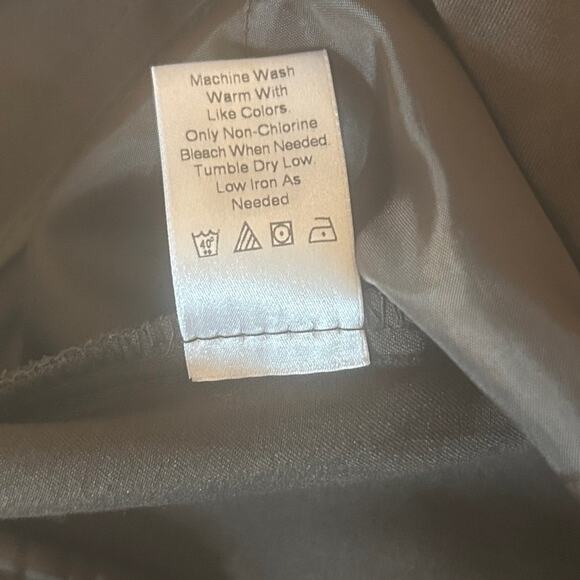 Machine Wash
Warm With
Like Colors.
Only Non-Chlorine
Bleach When Needed.
Tumble Dry Low.
Low Iron As
Needed
40°